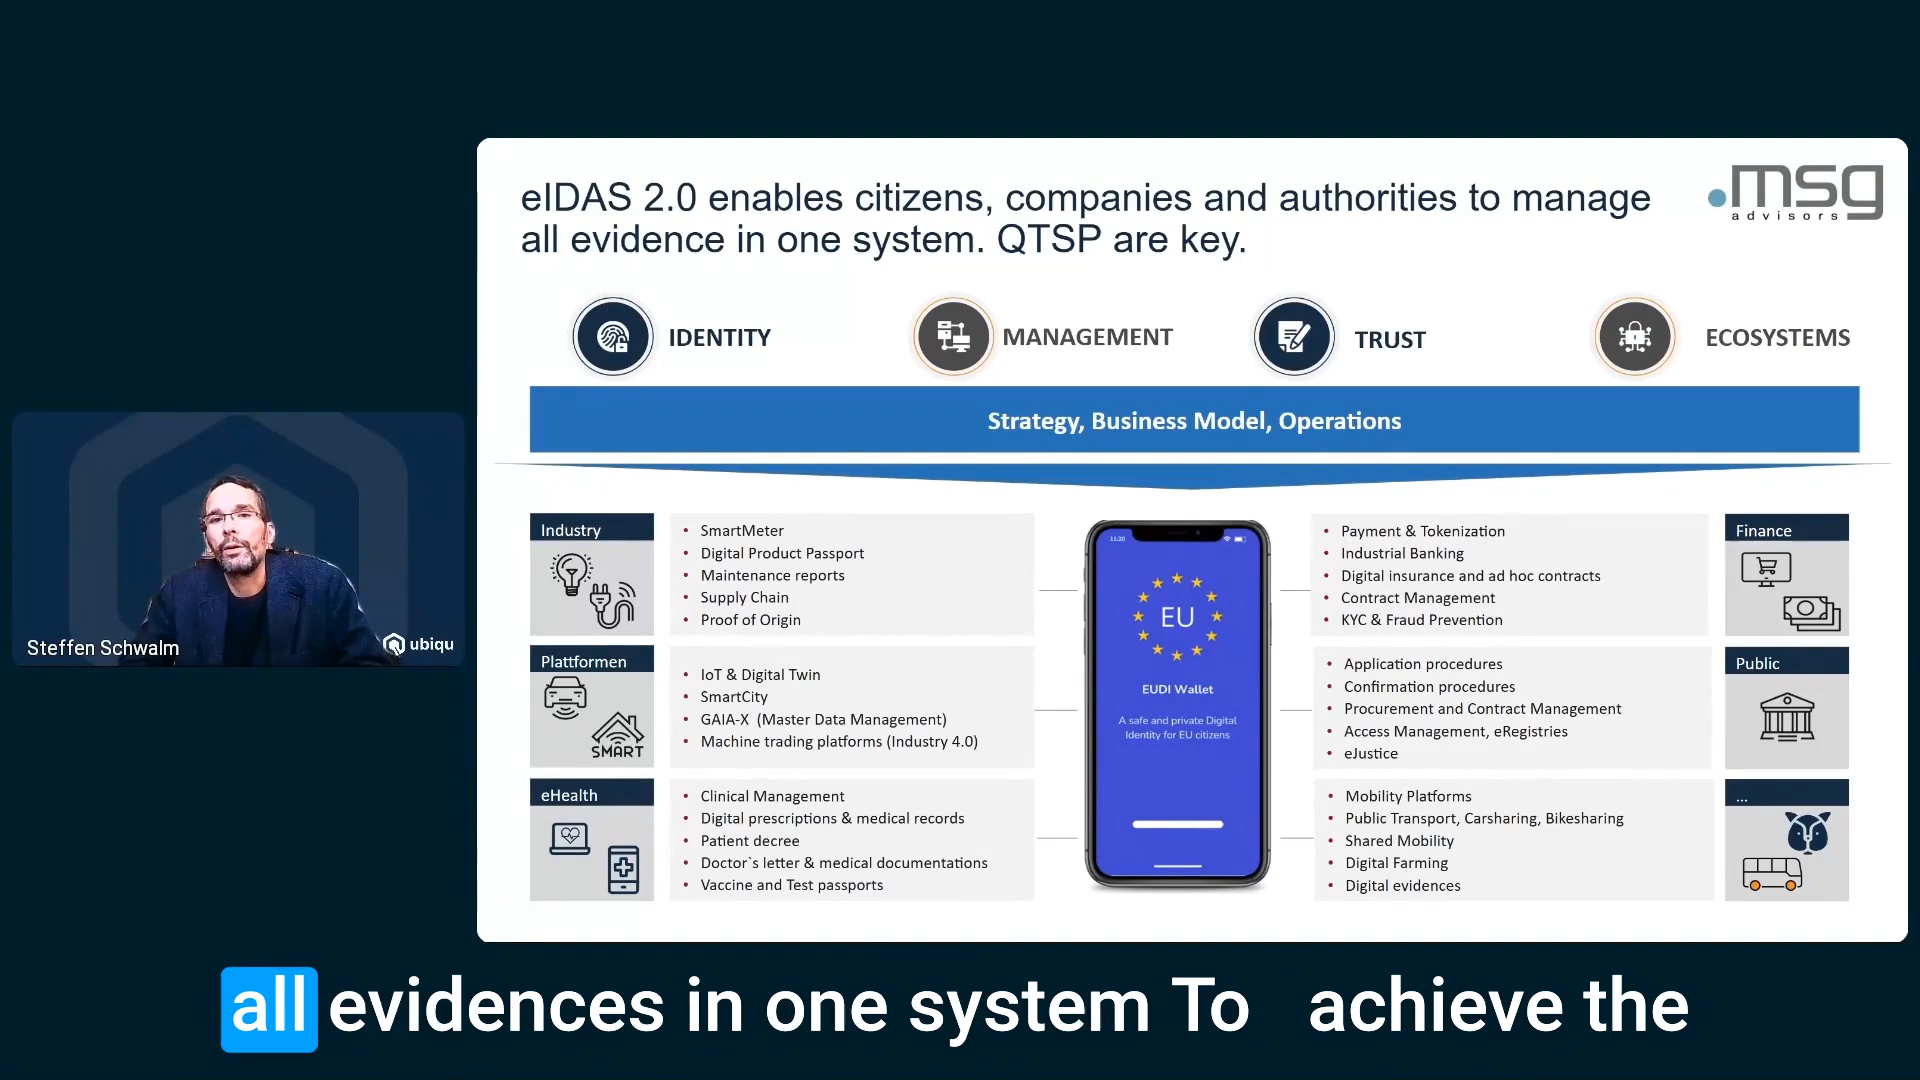 eIDAS 2.0 enables citizens, companies and authorities to manage
all evidence in one system. QTSP are key.
.msg
advisors
IDENTITY
MANAGEMENT
TRUST
ECOSYSTEMS
Strategy, Business Model, Operations
Industry
• SmartMeter
• Digital Product Passport
• Maintenance reports
• Supply Chain
• Proof of Origin
Plattformen
SMART
• IoT & Digital Twin
• SmartCity
• GAIA-X (Master Data Management)
• Machine trading platforms (Industry 4.0)
eHealth
• Clinical Management
• Digital prescriptions & medical records
• Patient decree
• Doctor`s letter & medical documentations
• Vaccine and Test passports
11:20
EU
EUDI Wallet
A safe and private Digital
Identity for EU citizens
• Payment & Tokenization
• Industrial Banking
• Digital insurance and ad hoc contracts
• Contract Management
• KYC & Fraud Prevention
Finance
• Application procedures
• Confirmation procedures
• Procurement and Contract Management
• Access Management, eRegistries
• eJustice
Public
• Mobility Platforms
• Public Transport, Carsharing, Bikesharing
• Shared Mobility
• Digital Farming
• Digital evidences
...
Steffen Schwalm
ubiqu
all evidences in one system To achieve the